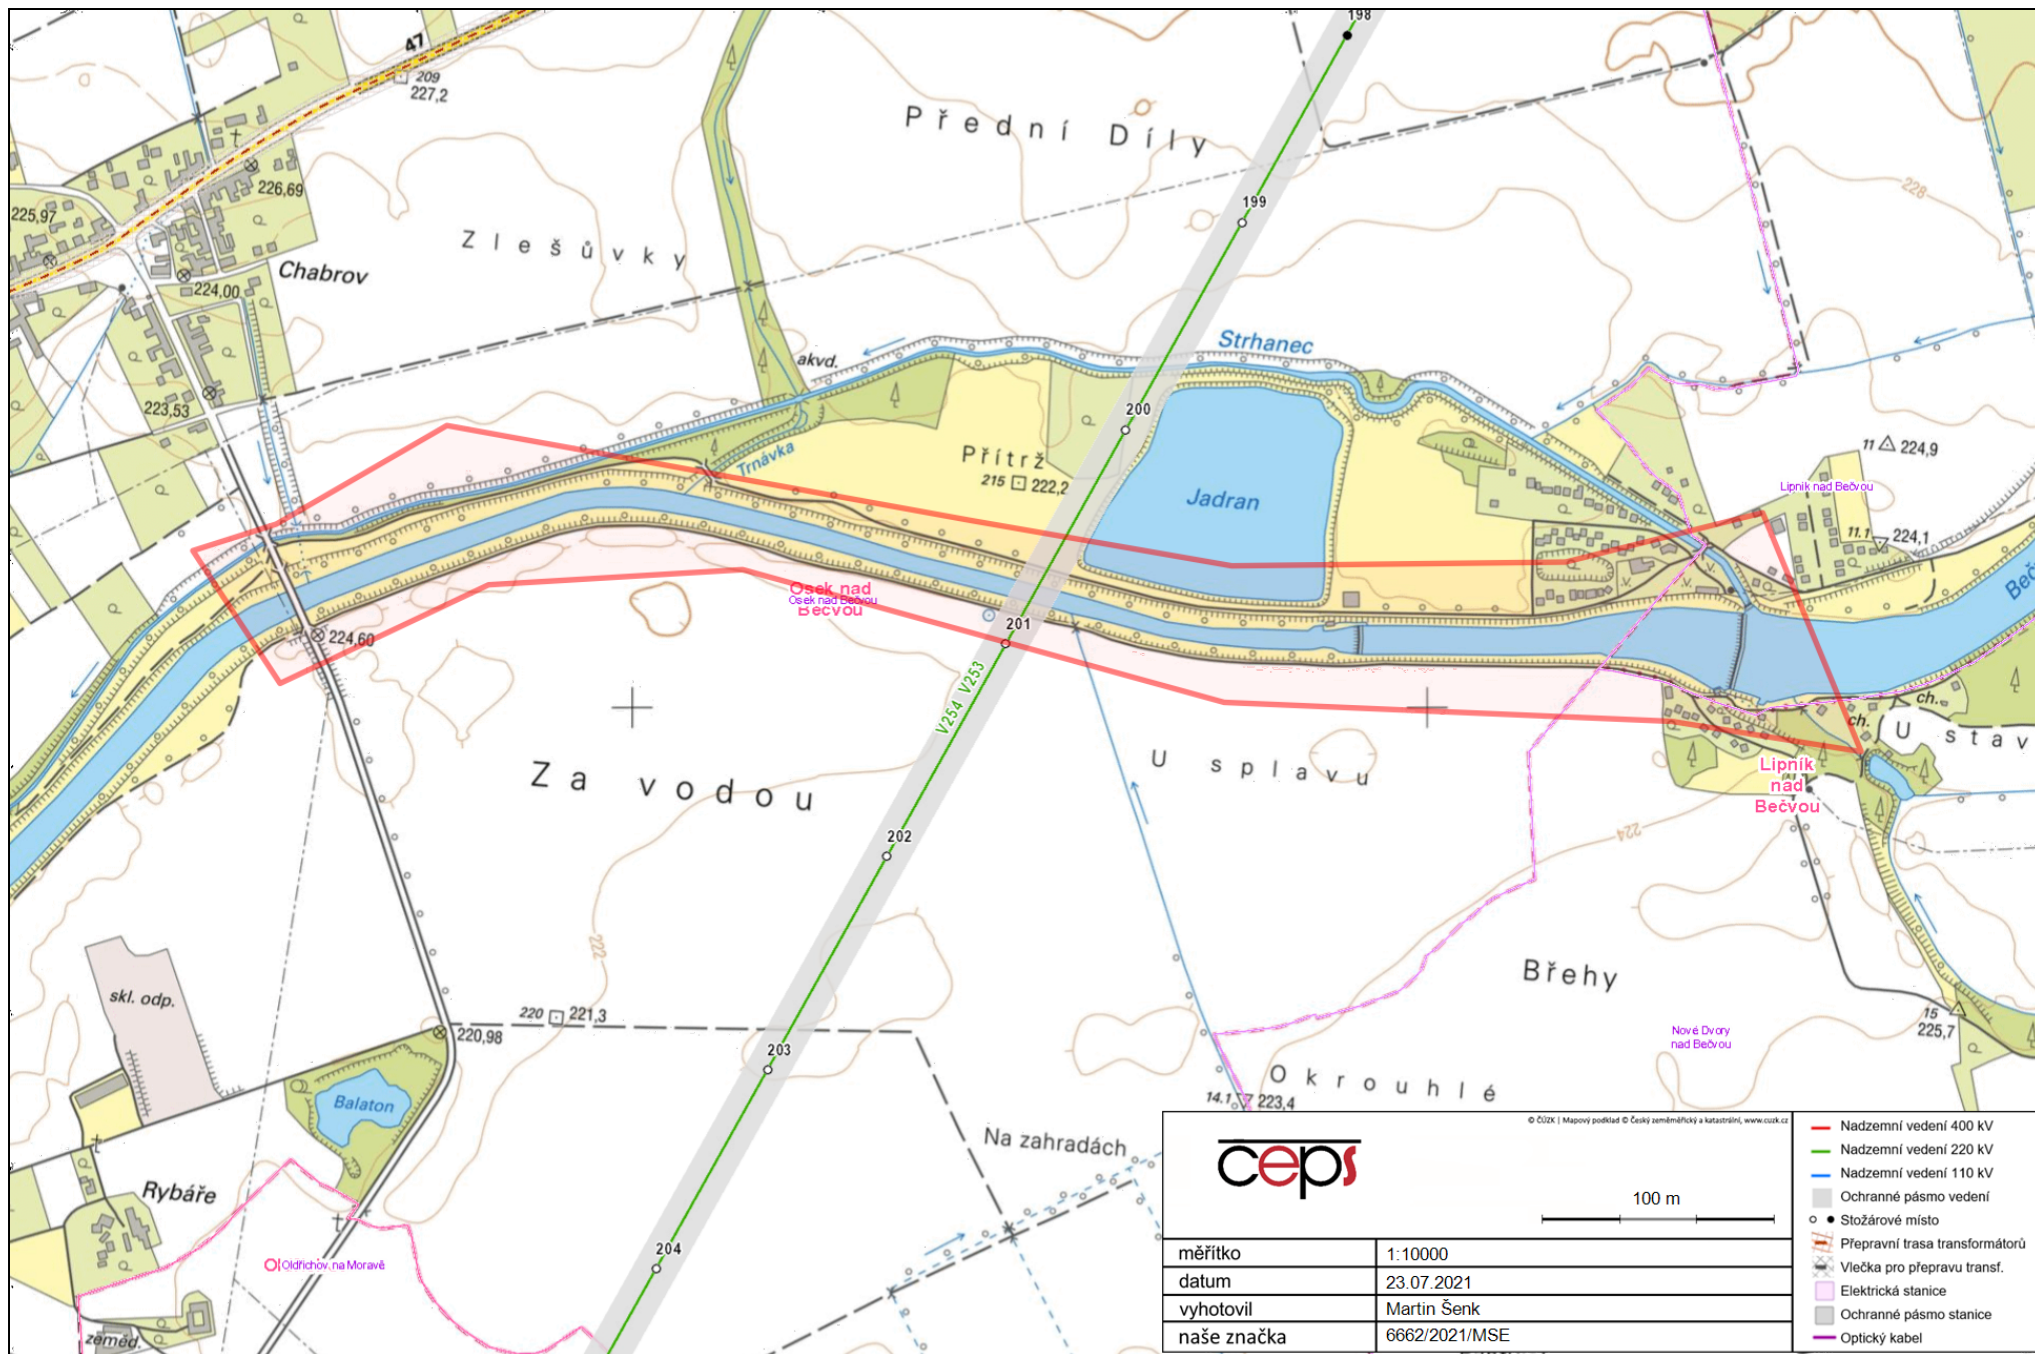 198
47
209
227,2
Přední Díly
226,69
225,97
228
199
Zlešůvky
Chabrov
224,00
Strhanec
akvd.
223,53
200
11 224,9
Trnávka
Přítrž
215 222,2
Jadran
Lipník nad Bečvou
11.1 224,1
Osek nad
Bečvou
Osek nad Bečvou
224,60
201
V254 V253
ch.
ch.
Za vodou
U splavu
Lipník
nad
Bečvou
202
224
222
Břehy
skl. odp.
220 221,3
220,98
15
225,7
Nové Dvory
nad Bečvou
203
Okrouhlé
14.1 223,4
Balaton
Na zahradách
Rybáře
Oldřichov na Moravě
204
zeměd.
© ČÚZK | Mapový podklad © Český zeměměřický a katastrální, www.cuzk.cz
ceps
100 m
měřítko 1:10000
datum 23.07.2021
vyhotovil Martin Šenk
naše značka 6662/2021/MSE
Nadzemní vedení 400 kV
Nadzemní vedení 220 kV
Nadzemní vedení 110 kV
Ochranné pásmo vedení
Stožárové místo
Přepravní trasa transformátorů
Vlečka pro přepravu transf.
Elektrická stanice
Ochranné pásmo stanice
Optický kabel